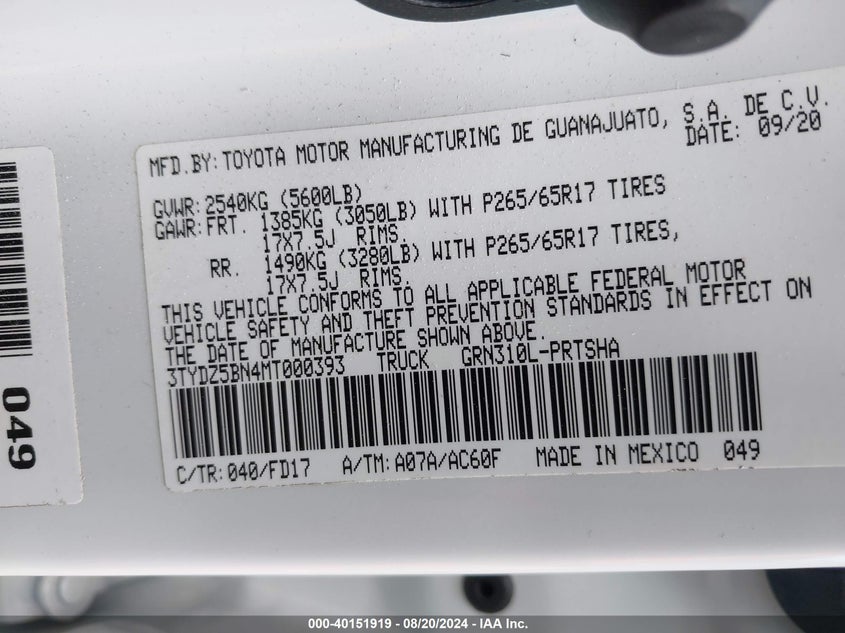 MFD.BY:TOYOTA MOTOR MANUFACTURING DE GUANAJUATO, S.A. DE C.V.
DATE: 09/20
GVWR:2540KG (5600LB)
GAWR:FRT. 1385KG (3050LB) WITH P265/65R17 TIRES
17X7.5J RIMS.
RR. 1490KG (3280LB) WITH P265/65R17 TIRES,
17X7.5J RIMS.
THIS VEHICLE CONFORMS TO ALL APPLICABLE FEDERAL MOTOR
VEHICLE SAFETY AND THEFT PREVENTION STANDARDS IN EFFECT ON
THE DATE OF MANUFACTURE SHOWN ABOVE.
3TYDZ5BN4MT000393 TRUCK GRN310L-PRTSHA
C/TR:040/FD17 A/TM:A07A/AC60F MADE IN MEXICO 049
049
000-40151919 - 08/20/2024 - IAA Inc.